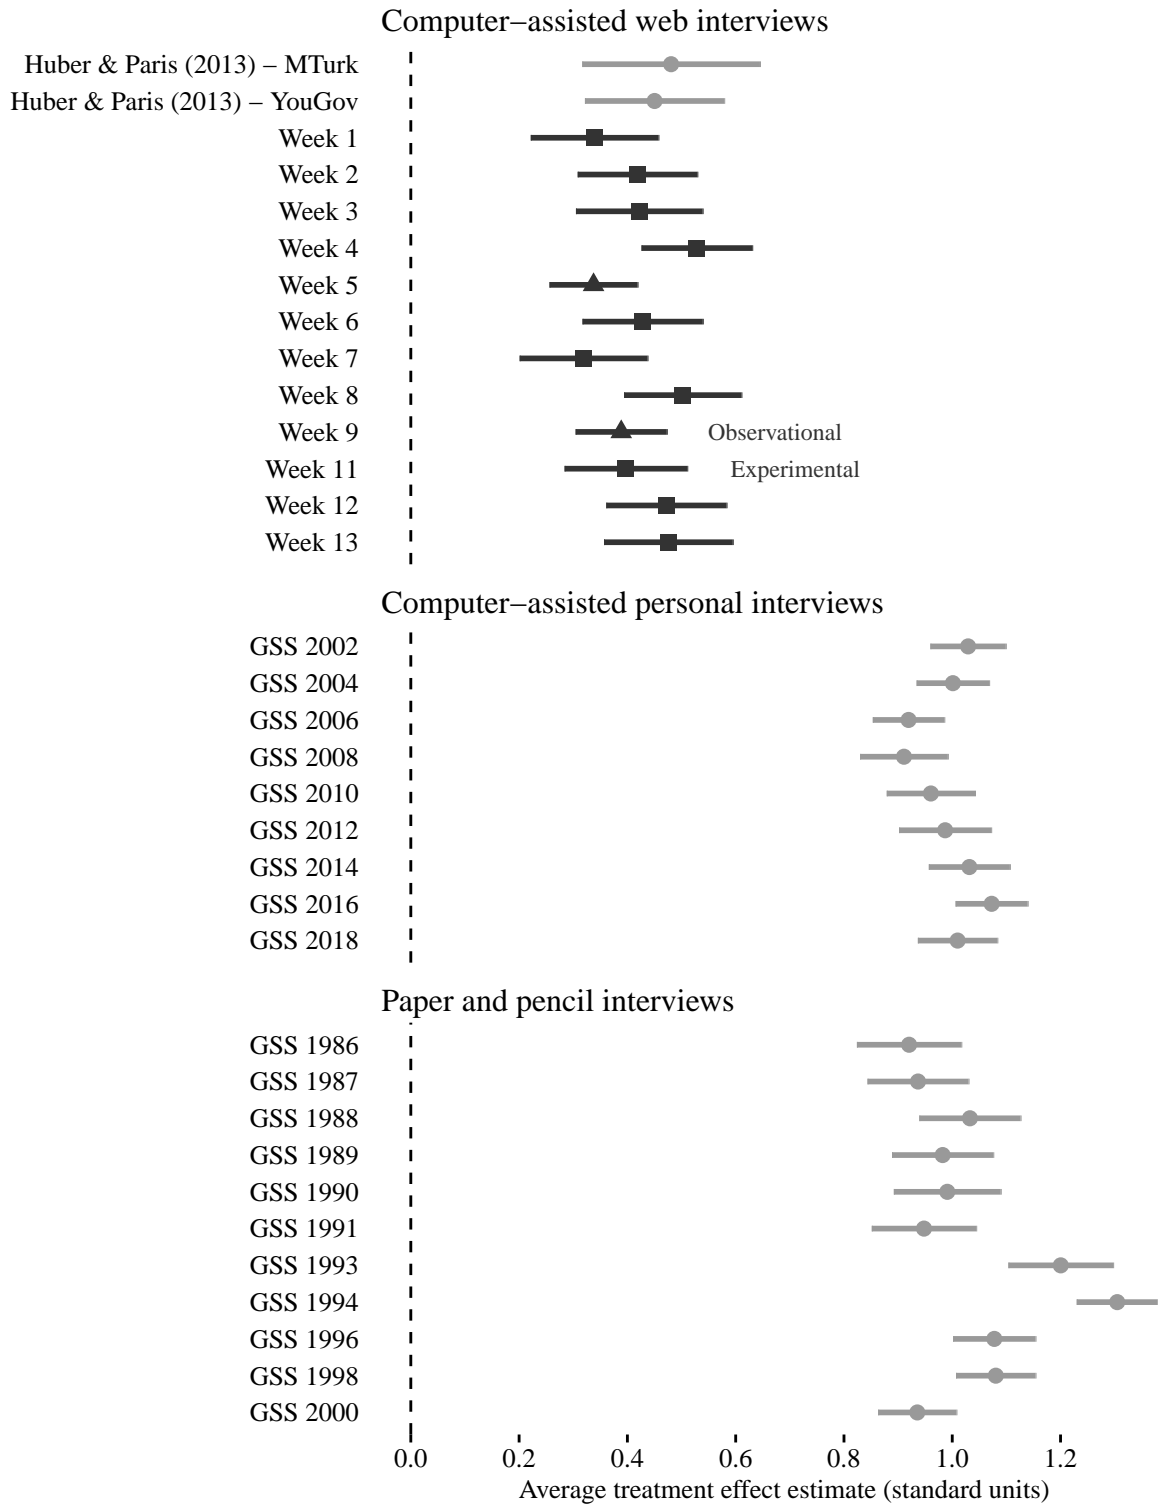 Computer−assisted web interviews
Huber & Paris (2013) − MTurk
Huber & Paris (2013) − YouGov
Week 1
Week 2
Week 3
Week 4
Week 5
Week 6
Week 7
Week 8
Week 9
Observational
Week 11
Experimental
Week 12
Week 13
Computer−assisted personal interviews
GSS 2002
GSS 2004
GSS 2006
GSS 2008
GSS 2010
GSS 2012
GSS 2014
GSS 2016
GSS 2018
Paper and pencil interviews
GSS 1986
GSS 1987
GSS 1988
GSS 1989
GSS 1990
GSS 1991
GSS 1993
GSS 1994
GSS 1996
GSS 1998
GSS 2000
0.0 0.2 0.4 0.6 0.8 1.0 1.2
Average treatment effect estimate (standard units)